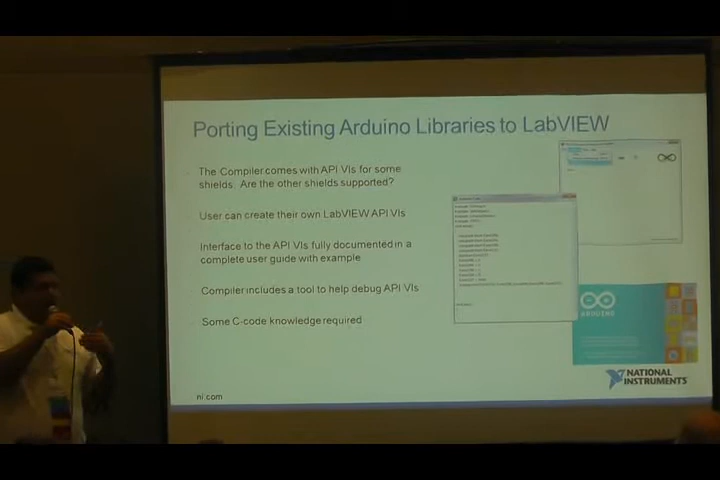 Porting Existing Arduino Libraries to LabVIEW
The Compiler comes with API VIs for some
shields. Are the other shields supported?
User can create their own LabVIEW API VIs
Interface to the API VIs fully documented in a
complete user guide with example
Compiler includes a tool to help debug API VIs
Some C-code knowledge required
ARDUINO
NATIONAL
INSTRUMENTS
ni.com